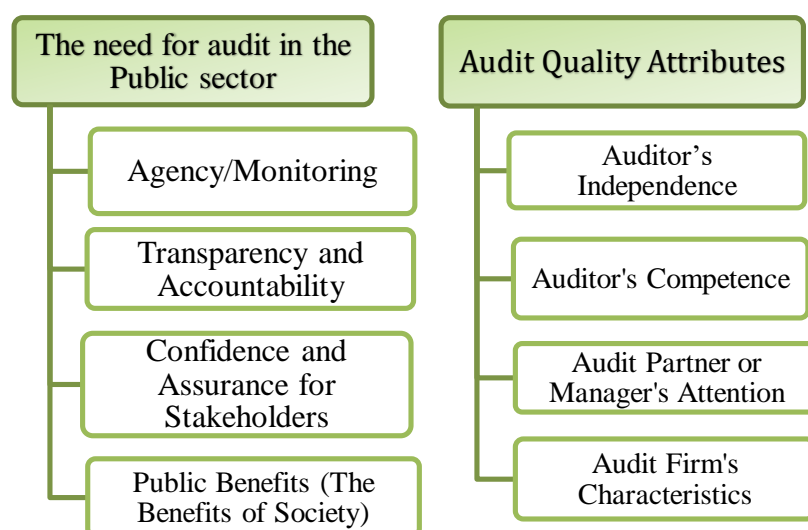 The need for audit in the
Public sector
Agency/Monitoring
Transparency and
Accountability
Confidence and
Assurance for
Stakeholders
Public Benefits (The
Benefits of Society)
Audit Quality Attributes
Auditor’s
Independence
Auditor's Competence
Audit Partner or
Manager's Attention
Audit Firm's
Characteristics